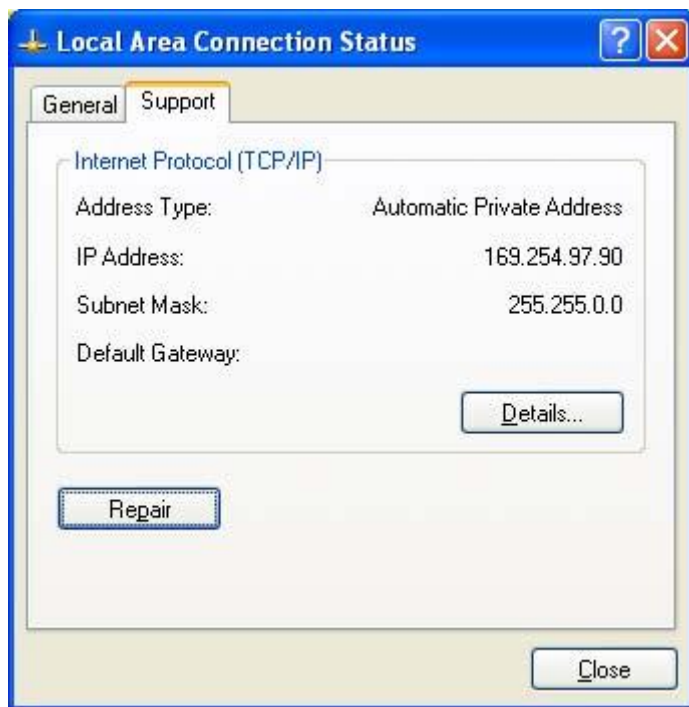 Local Area Connection Status
General Support
Internet Protocol (TCP/IP)
Address Type: Automatic Private Address
IP Address: 169.254.97.90
Subnet Mask: 255.255.0.0
Default Gateway:
Details...
Repair
Close